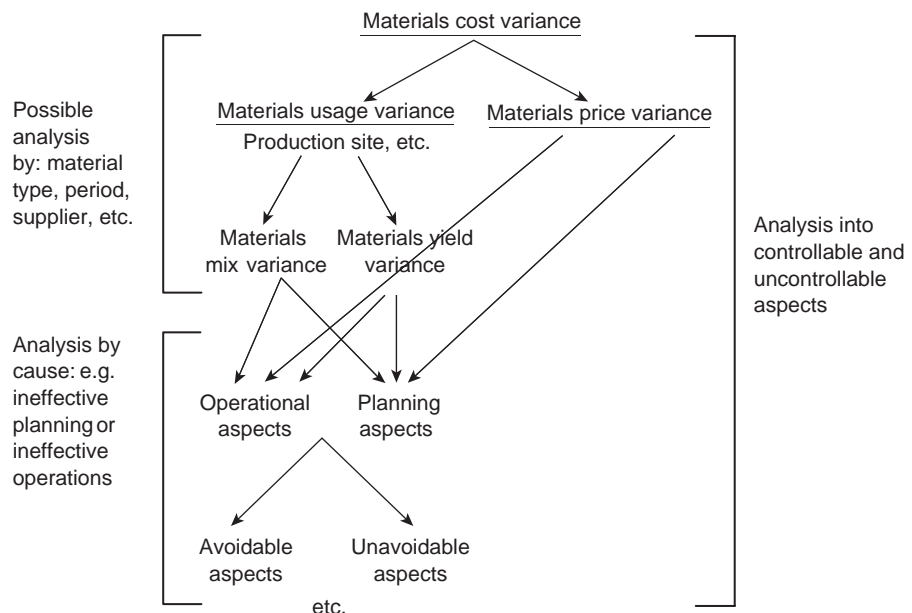 Materials cost variance
Possible
analysis
by: material
type, period,
supplier, etc.
Materials usage variance
Production site, etc.
Materials price variance
Materials
mix variance
Materials yield
variance
Analysis into
controllable and
uncontrollable
aspects
Analysis by
cause: e.g.
ineffective
planning or
ineffective
operations
Operational
aspects
Planning
aspects
Avoidable
aspects
Unavoidable
aspects
etc.